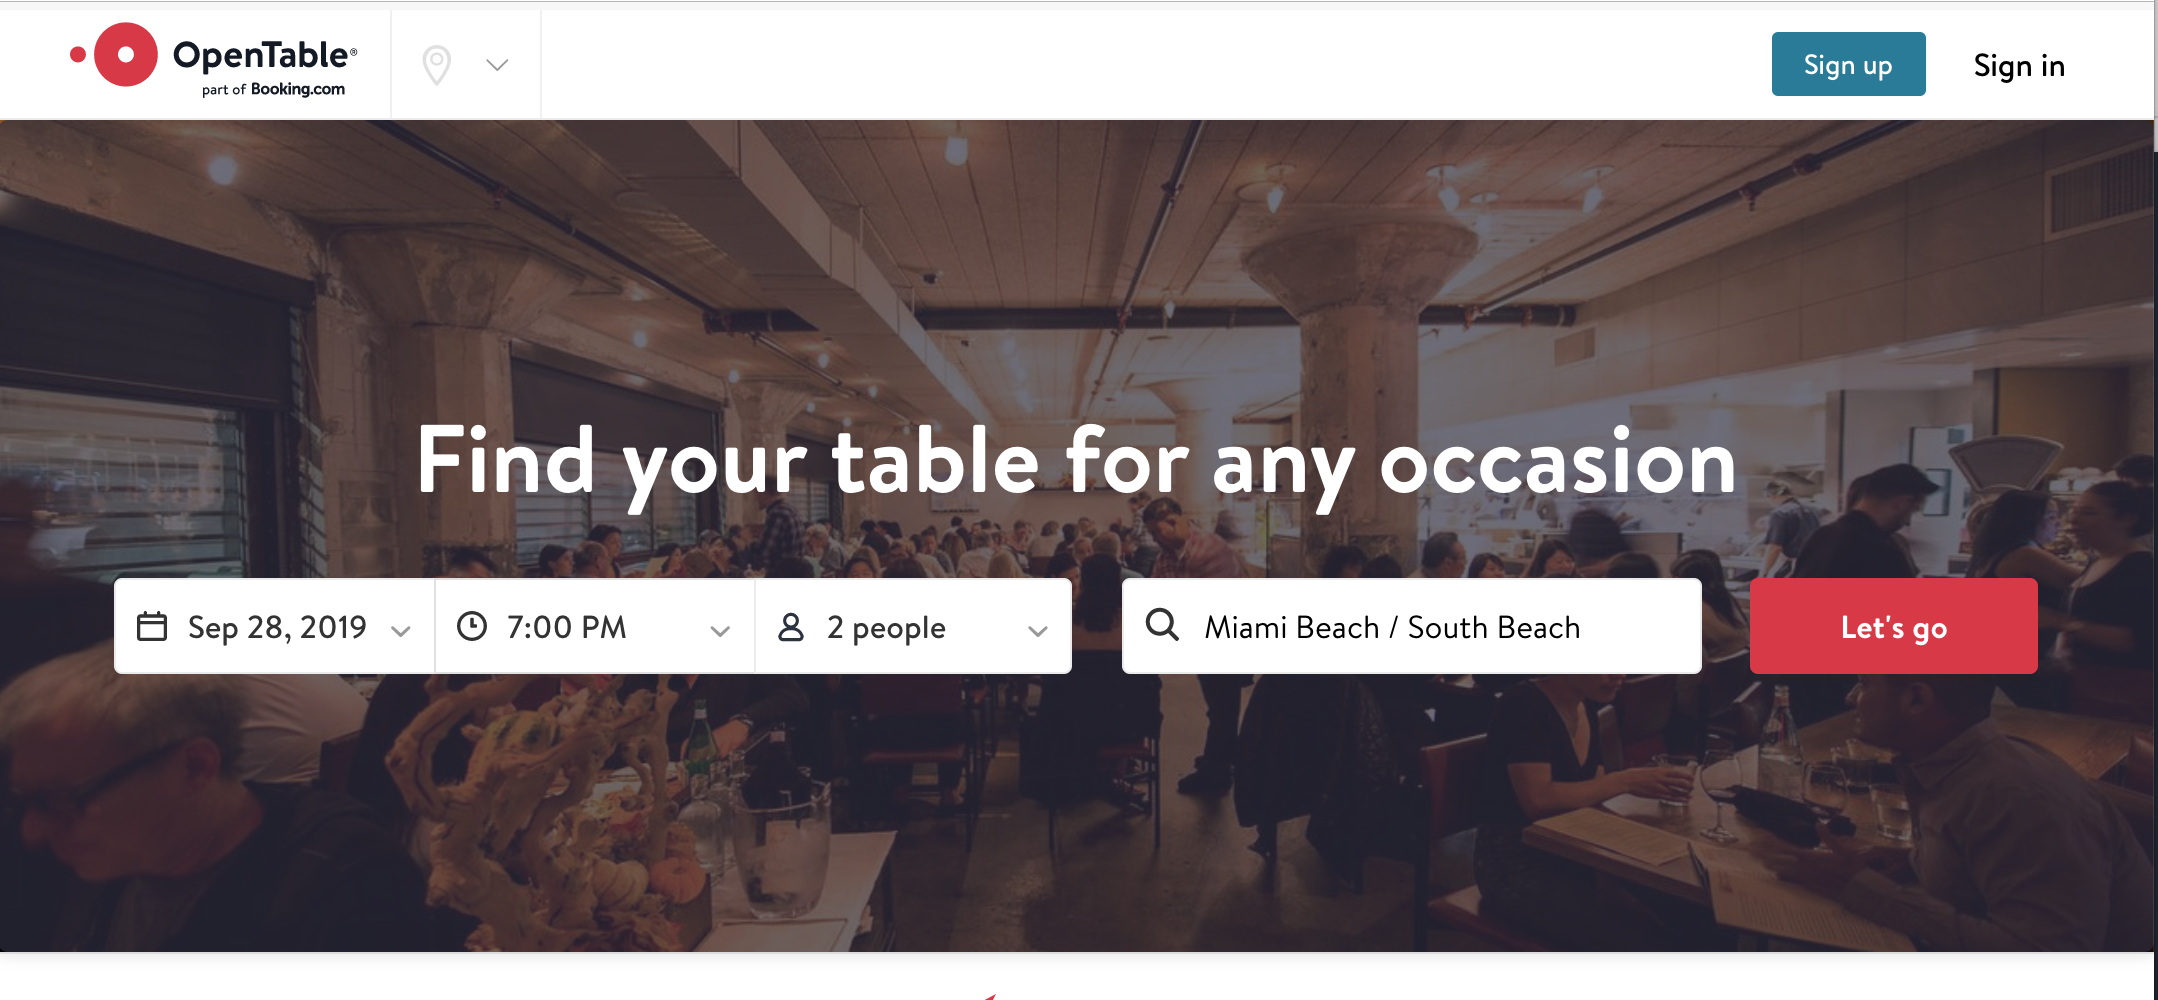 OpenTable®
part of Booking.com
Sign up
Sign in
Find your table for any occasion
Sep 28, 2019
7:00 PM
2 people
Miami Beach / South Beach
Let's go